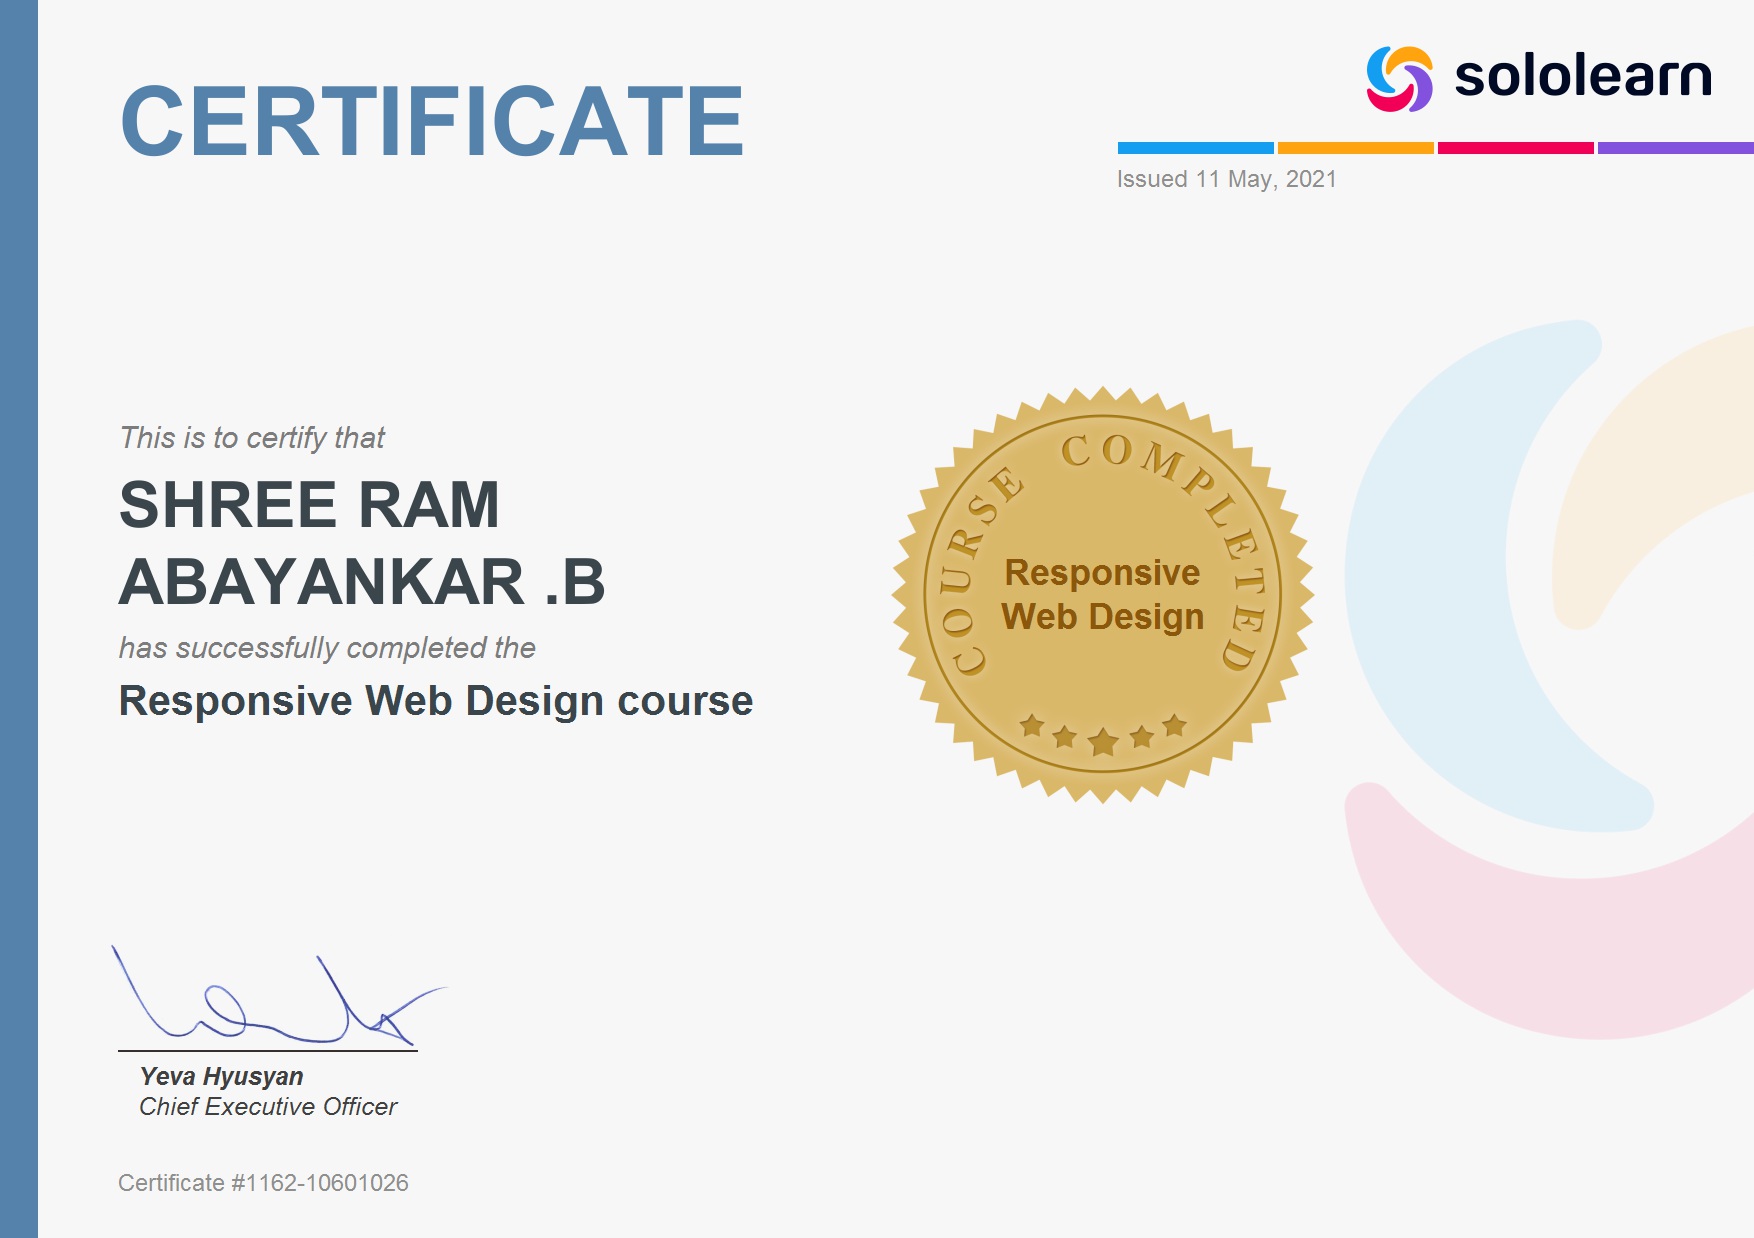 CERTIFICATE
sololearn
Issued 11 May, 2021
This is to certify that
SHREE RAM
ABAYANKAR .B
has successfully completed the
Responsive Web Design course
COURSE COMPLETED
Responsive
Web Design
Yeva Hyusyan
Chief Executive Officer
Certificate #1162-10601026